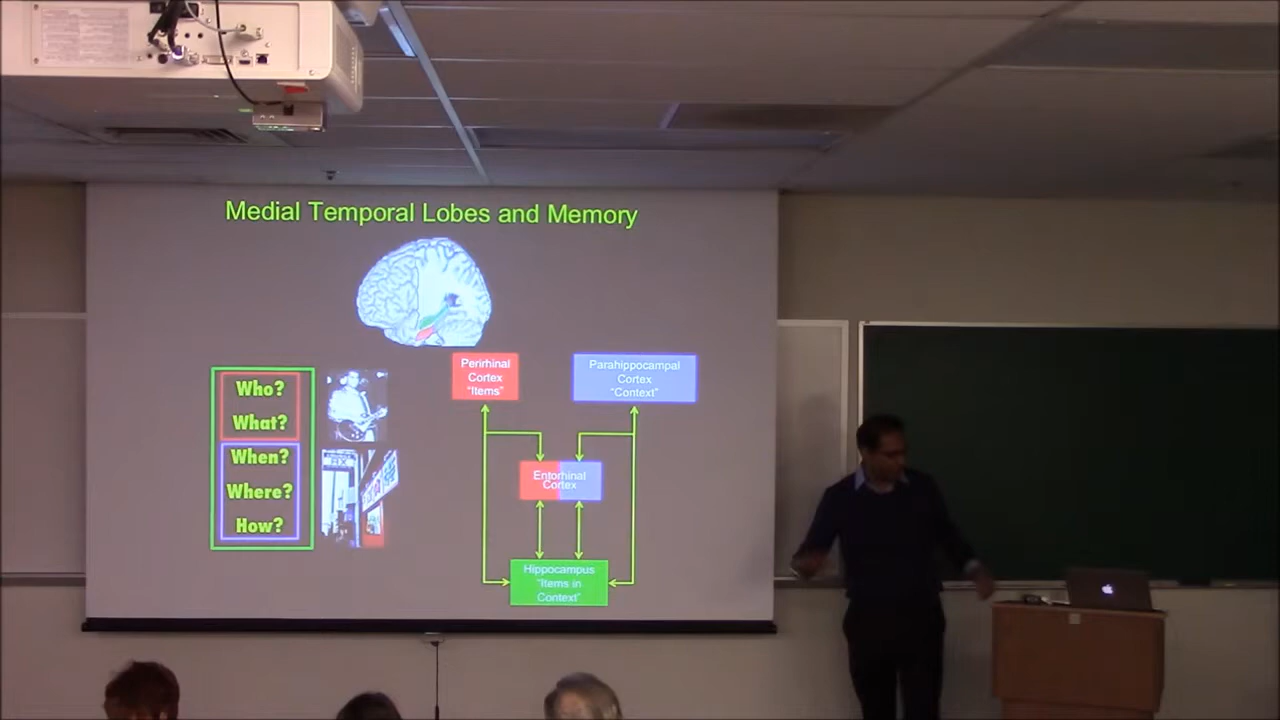 Medial Temporal Lobes and Memory
Perirhinal
Cortex
"Items"
Parahippocampal
Cortex
"Context"
Who?
What?
When?
Where?
How?
Entorhinal
Cortex
Hippocampus
"Items in
Context"